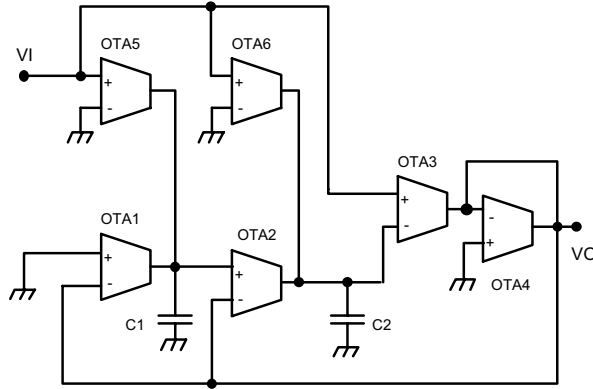 OTA5
OTA6
VI
+
-
+
-
OTA3
+
-
-
+
OTA4
VO
OTA1
+
-
OTA2
+
-
C1
C2